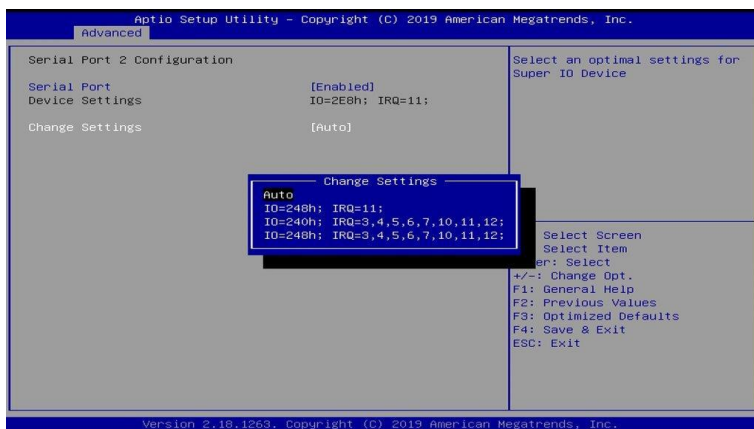 Aptio Setup Utility – Copyright (C) 2019 American Megatrends, Inc.
Advanced
Serial Port 2 Configuration
Serial Port [Enabled]
Device Settings IO=2E8h; IRQ=11;
Change Settings [Auto]
Select an optimal settings for
Super IO Device
Change Settings
Auto
IO=248h; IRQ=11;
IO=240h; IRQ=3,4,5,6,7,10,11,12;
IO=248h; IRQ=3,4,5,6,7,10,11,12;
Select Screen
Select Item
er: Select
+/-: Change Opt.
F1: General Help
F2: Previous Values
F3: Optimized Defaults
F4: Save & Exit
ESC: Exit
Version 2.18.1263. Copyright (C) 2019 American Megatrends, Inc.